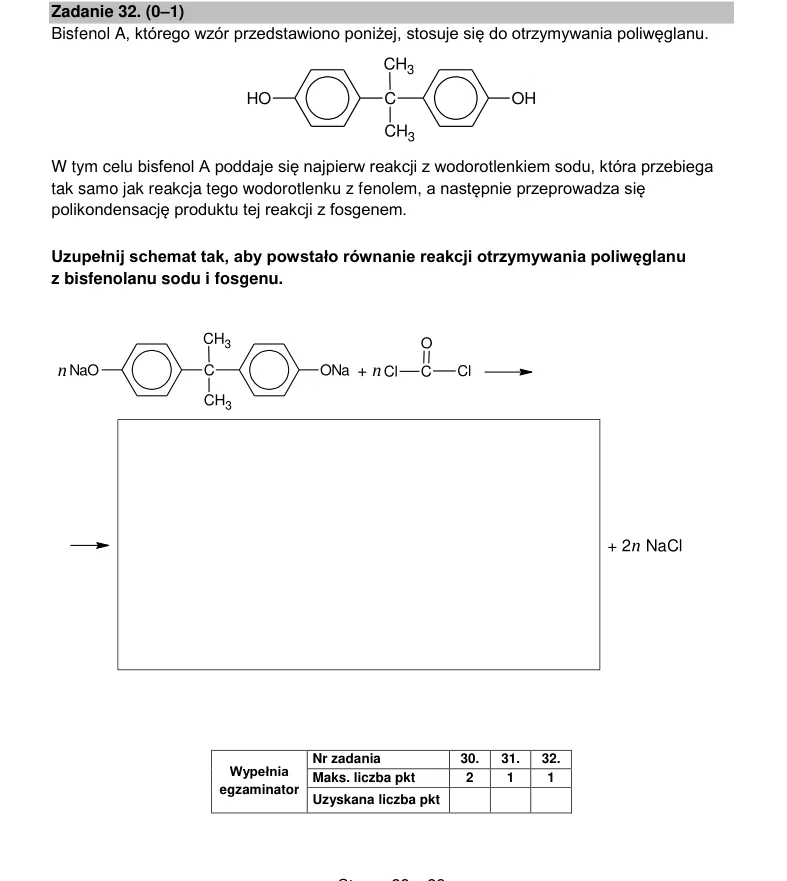 Zadanie 32. (0–1)
Bisfenol A, którego wzór przedstawiono poniżej, stosuje się do otrzymywania poliwęglanu.
CH3
HO C OH
CH3
W tym celu bisfenol A poddaje się najpierw reakcji z wodorotlenkiem sodu, która przebiega
tak samo jak reakcja tego wodorotlenku z fenolem, a następnie przeprowadza się
polikondensację produktu tej reakcji z fosgenem.
Uzupełnij schemat tak, aby powstało równanie reakcji otrzymywania poliwęglanu
z bisfenolanu sodu i fosgenu.
CH3 O
n NaO C ONa + n Cl C Cl
CH3
+ 2n NaCl
Wypełnia
egzaminator
Nr zadania 30. 31. 32.
Maks. liczba pkt 2 1 1
Uzyskana liczba pkt